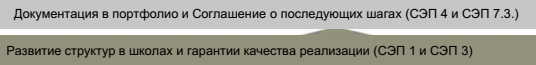 Документация в портфолио и Соглашение о последующих шагах (СЭП 4 и СЭП 7.3.)
Развитие структур в школах и гарантии качества реализации (СЭП 1 и СЭП 3)